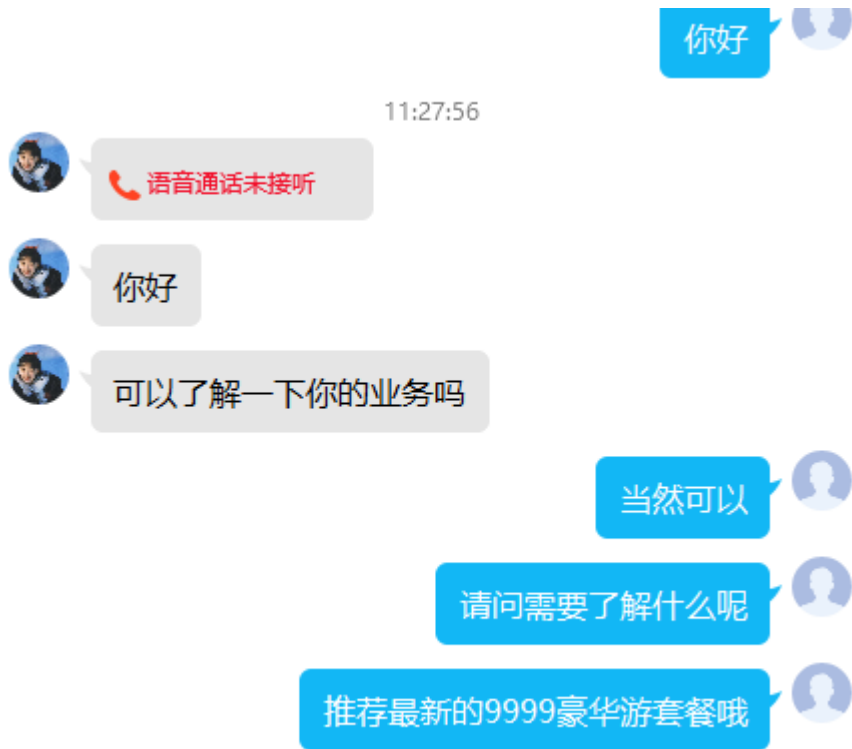 你好
11:27:56
语音通话未接听
你好
可以了解一下你的业务吗
当然可以
请问需要了解什么呢
推荐最新的9999豪华游套餐哦